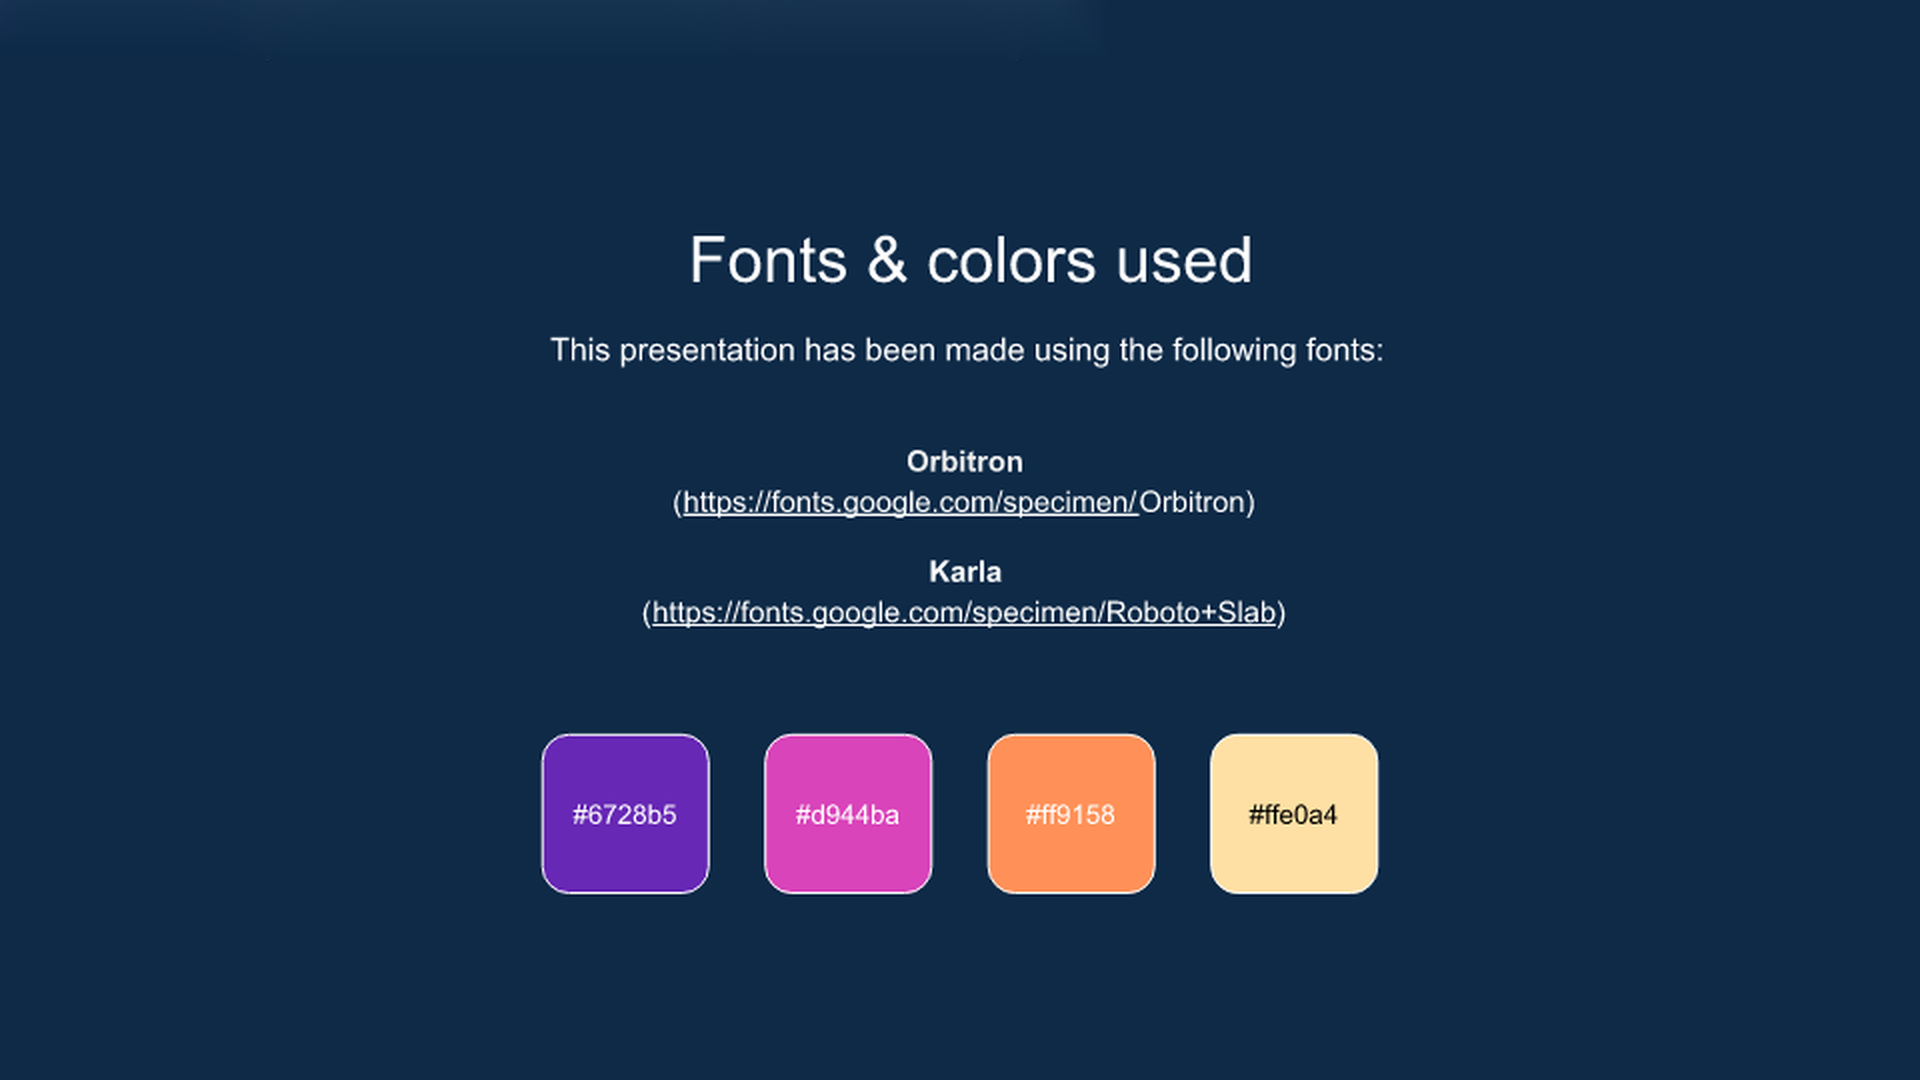 Fonts & colors used
This presentation has been made using the following fonts:
Orbitron
(https://fonts.google.com/specimen/Orbitron)
Karla
(https://fonts.google.com/specimen/Roboto+Slab)
#6728b5 #d944ba #ff9158 #ffe0a4